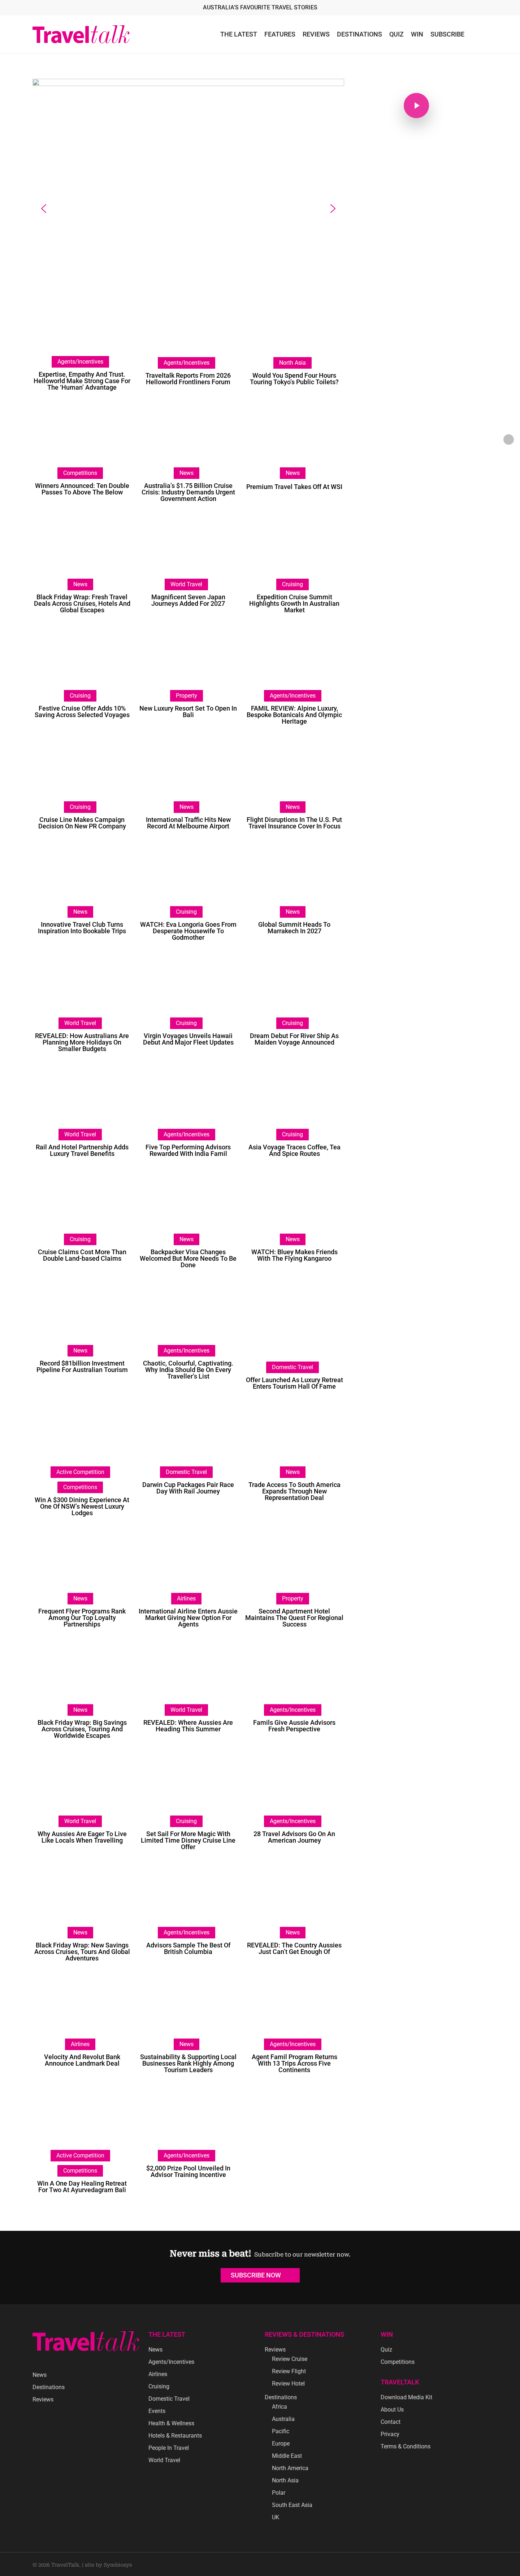 AUSTRALIA'S FAVOURITE TRAVEL STORIES
Traveltalk
THE LATEST FEATURES REVIEWS DESTINATIONS QUIZ WIN SUBSCRIBE
Agents/Incentives
Expertise, Empathy And Trust.
Helloworld Make Strong Case For
The 'Human' Advantage
Agents/Incentives
Traveltalk Reports From 2026
Helloworld Frontliners Forum
North Asia
Would You Spend Four Hours
Touring Tokyo's Public Toilets?
Competitions
Winners Announced: Ten Double
Passes To Above The Below
News
Australia's $1.75 Billion Cruise
Crisis: Industry Demands Urgent
Government Action
News
Premium Travel Takes Off At WSI
News
Black Friday Wrap: Fresh Travel
Deals Across Cruises, Hotels And
Global Escapes
World Travel
Magnificent Seven Japan
Journeys Added For 2027
Cruising
Expedition Cruise Summit
Highlights Growth In Australian
Market
Cruising
Festive Cruise Offer Adds 10%
Saving Across Selected Voyages
Property
New Luxury Resort Set To Open In
Bali
Agents/Incentives
FAMIL REVIEW: Alpine Luxury,
Bespoke Botanicals And Olympic
Heritage
Cruising
Cruise Line Makes Campaign
Decision On New PR Company
News
International Traffic Hits New
Record At Melbourne Airport
News
Flight Disruptions In The U.S. Put
Travel Insurance Cover In Focus
News
Innovative Travel Club Turns
Inspiration Into Bookable Trips
Cruising
WATCH: Eva Longoria Goes From
Desperate Housewife To
Godmother
News
Global Summit Heads To
Marrakech In 2027
World Travel
REVEALED: How Australians Are
Planning More Holidays On
Smaller Budgets
Cruising
Virgin Voyages Unveils Hawaii
Debut And Major Fleet Updates
Cruising
Dream Debut For River Ship As
Maiden Voyage Announced
World Travel
Rail And Hotel Partnership Adds
Luxury Travel Benefits
Agents/Incentives
Five Top Performing Advisors
Rewarded With India Famil
Cruising
Asia Voyage Traces Coffee, Tea
And Spice Routes
Cruising
Cruise Claims Cost More Than
Double Land-based Claims
News
Backpacker Visa Changes
Welcomed But More Needs To Be
Done
News
WATCH: Bluey Makes Friends
With The Flying Kangaroo
News
Record $81billion Investment
Pipeline For Australian Tourism
Agents/Incentives
Chaotic, Colourful, Captivating.
Why India Should Be On Every
Traveller's List
Domestic Travel
Offer Launched As Luxury Retreat
Enters Tourism Hall Of Fame
Active Competition
Competitions
Win A $300 Dining Experience At
One Of NSW's Newest Luxury
Lodges
Domestic Travel
Darwin Cup Packages Pair Race
Day With Rail Journey
News
Trade Access To South America
Expands Through New
Representation Deal
News
Frequent Flyer Programs Rank
Among Our Top Loyalty
Partnerships
Airlines
International Airline Enters Aussie
Market Giving New Option For
Agents
Property
Second Apartment Hotel
Maintains The Quest For Regional
Success
News
Black Friday Wrap: Big Savings
Across Cruises, Touring And
Worldwide Escapes
World Travel
REVEALED: Where Aussies Are
Heading This Summer
Agents/Incentives
Famils Give Aussie Advisors
Fresh Perspective
World Travel
Why Aussies Are Eager To Live
Like Locals When Travelling
Cruising
Set Sail For More Magic With
Limited Time Disney Cruise Line
Offer
Agents/Incentives
28 Travel Advisors Go On An
American Journey
News
Black Friday Wrap: New Savings
Across Cruises, Tours And Global
Adventures
Agents/Incentives
Advisors Sample The Best Of
British Columbia
News
REVEALED: The Country Aussies
Just Can't Get Enough Of
Airlines
Velocity And Revolut Bank
Announce Landmark Deal
News
Sustainability & Supporting Local
Businesses Rank Highly Among
Tourism Leaders
Agents/Incentives
Agent Famil Program Returns
With 13 Trips Across Five
Continents
Active Competition
Competitions
Win A One Day Healing Retreat
For Two At Ayurvedagram Bali
Agents/Incentives
$2,000 Prize Pool Unveiled In
Advisor Training Incentive
Never miss a beat! Subscribe to our newsletter now.
SUBSCRIBE NOW
Traveltalk
News
Destinations
Reviews
THE LATEST
News
Agents/Incentives
Airlines
Cruising
Domestic Travel
Events
Health & Wellness
Hotels & Restaurants
People In Travel
World Travel
REVIEWS & DESTINATIONS
Reviews
Review Cruise
Review Flight
Review Hotel
Destinations
Africa
Australia
Pacific
Europe
Middle East
North America
North Asia
Polar
South East Asia
UK
WIN
Quiz
Competitions
TRAVELTALK
Download Media Kit
About Us
Contact
Privacy
Terms & Conditions
© 2026 TravelTalk. | site by Symbiosys